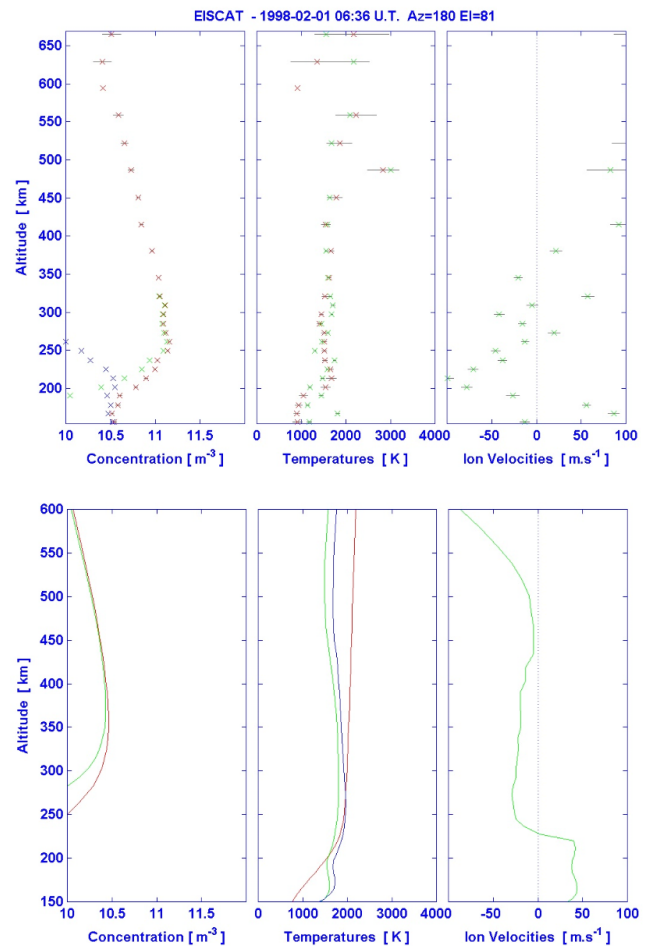 EISCAT - 1998-02-01 06:36 U.T. Az=180 El=81
650
600
550
500
450
400
350
300
250
200
Altitude [ km ]
10 10.5 11 11.5
0 1000 2000 3000 4000
-50 0 50 100
Concentration [ m-3 ]
Temperatures [ K ]
Ion Velocities [ m.s-1 ]
600
500
450
400
350
300
250
200
150
Altitude [ km ]
10 10.5 11 11.5
0 1000 2000 3000 4000
-50 0 50 100
Concentration [ m-3 ]
Temperatures [ K ]
Ion Velocities [ m.s-1 ]